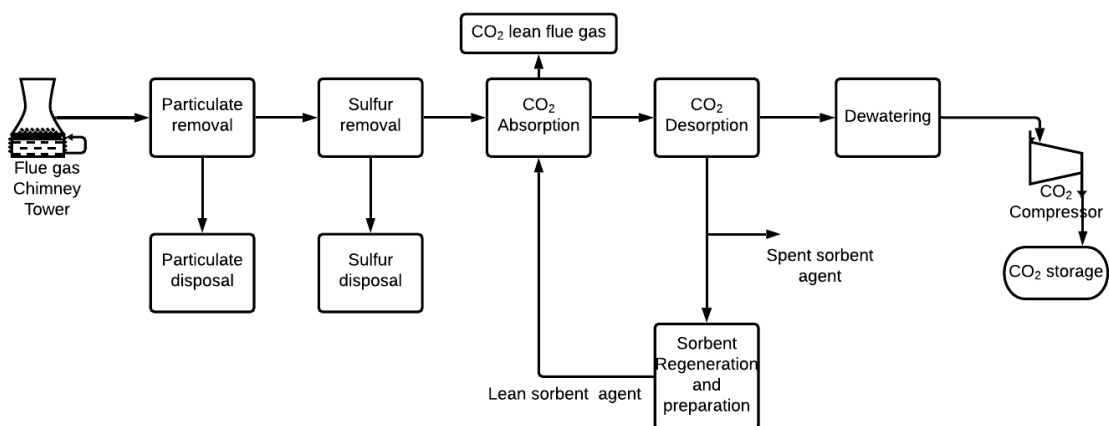 CO₂ lean flue gas
Flue gas
Chimney
Tower
Particulate
removal
Sulfur
removal
CO₂
Absorption
CO₂
Desorption
Dewatering
CO₂
Compressor
Particulate
disposal
Sulfur
disposal
Spent sorbent
agent
CO₂ storage
Lean sorbent agent
Sorbent
Regeneration
and
preparation